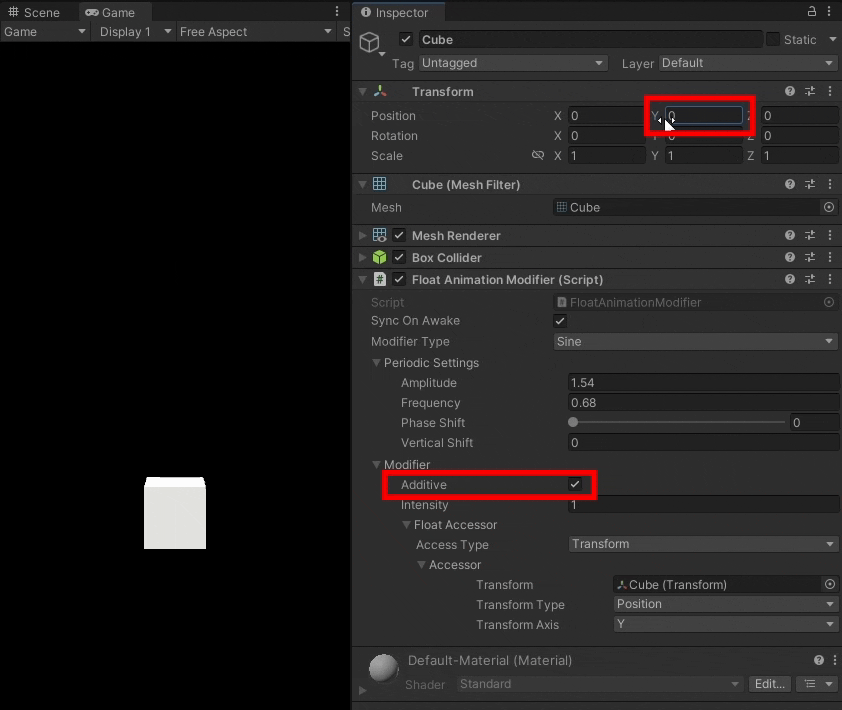 Scene Game
Game Display 1 Free Aspect S
Inspector
Cube Static
Tag Untagged Layer Default
Transform
Position X 0 Y 0 Z 0
Rotation X 0 Y 0 Z 0
Scale X 1 Y 1 Z 1
Cube (Mesh Filter)
Mesh Cube
Mesh Renderer
Box Collider
# Float Animation Modifier (Script)
Script # FloatAnimationModifier
Sync On Awake
Modifier Type Sine
Periodic Settings
Amplitude 1.54
Frequency 0.68
Phase Shift 0
Vertical Shift 0
Modifier
Additive
Intensity 1
Float Accessor
Access Type Transform
Accessor
Transform Cube (Transform)
Transform Type Position
Transform Axis Y
Default-Material (Material)
Shader Standard Edit...